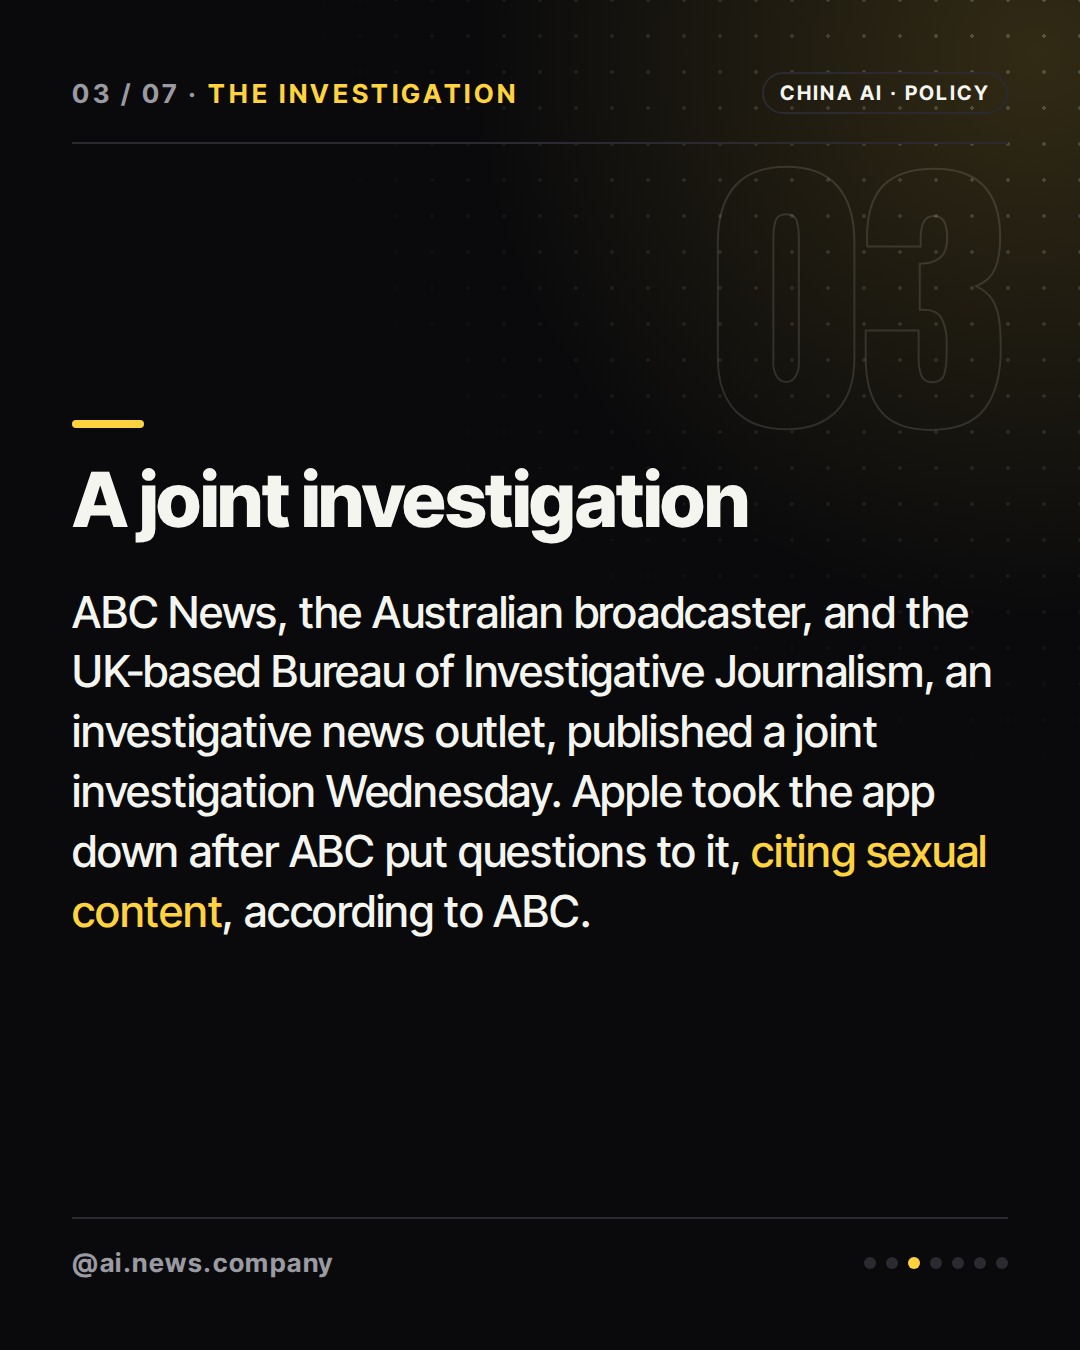 03 / 07 · THE INVESTIGATION
CHINA AI · POLICY
03
A joint investigation
ABC News, the Australian broadcaster, and the
UK-based Bureau of Investigative Journalism, an
investigative news outlet, published a joint
investigation Wednesday. Apple took the app
down after ABC put questions to it, citing sexual
content, according to ABC.
@ai.news.company